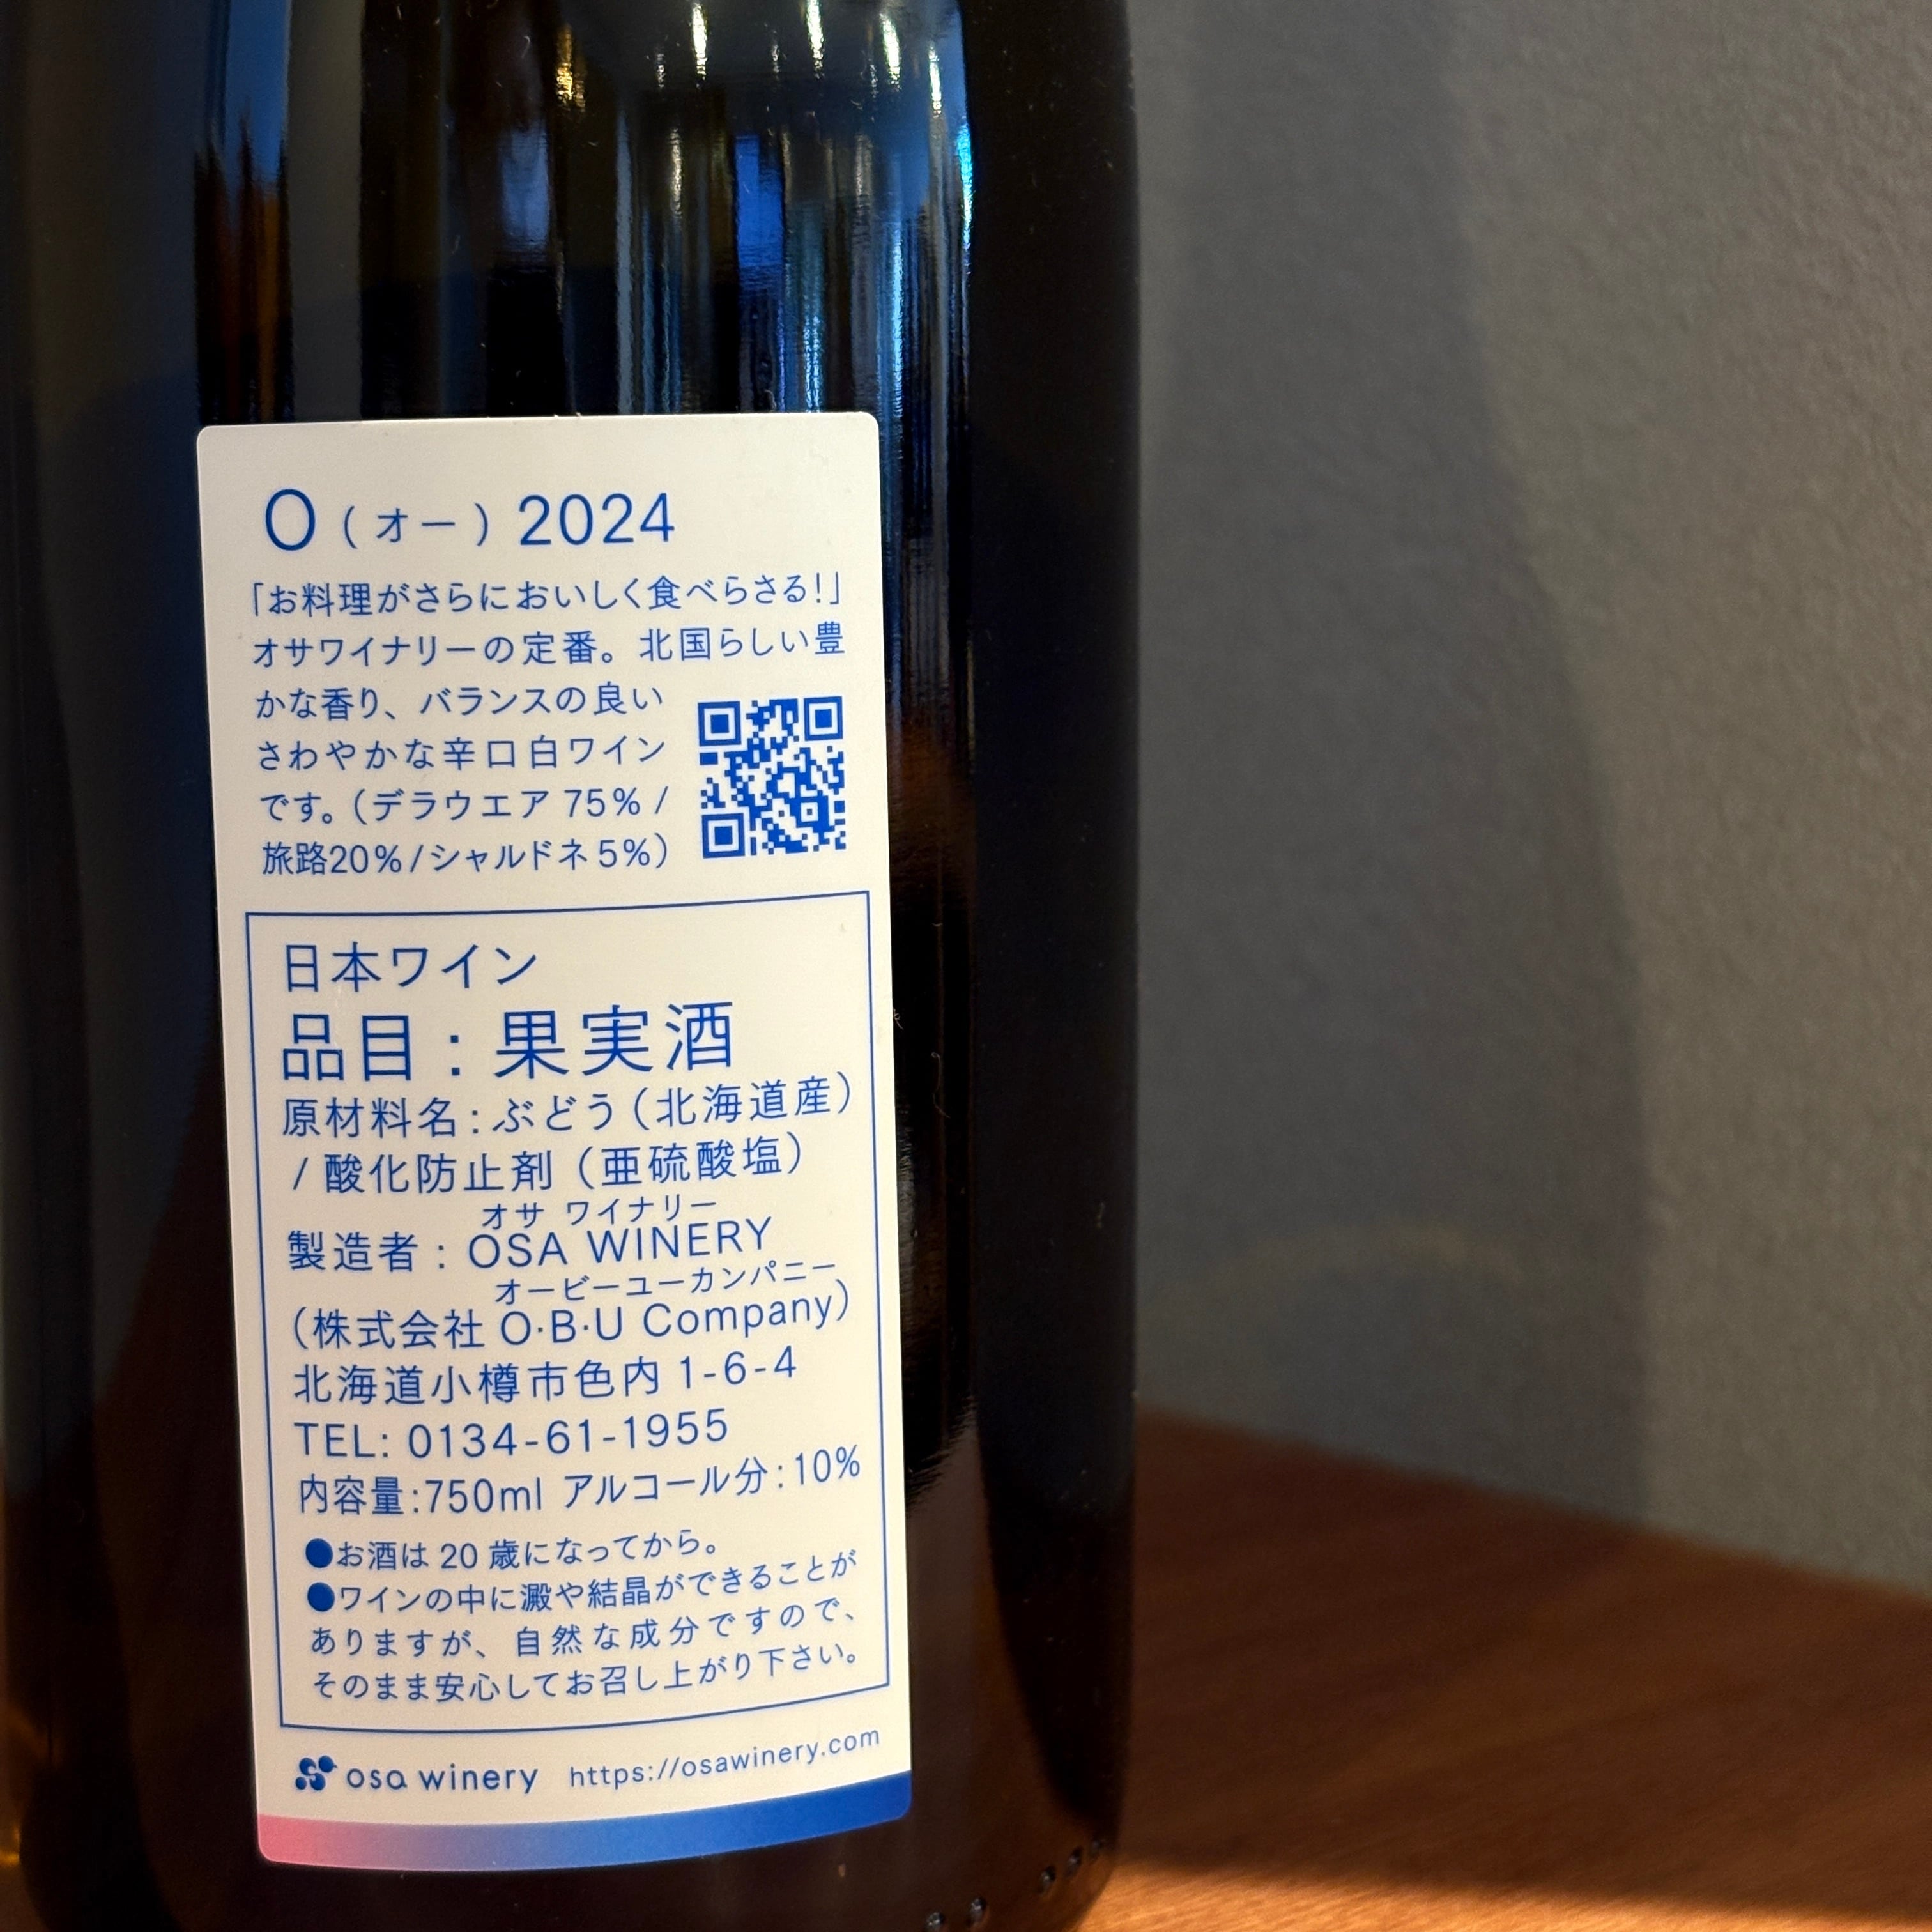 O（オー）2024
「お料理がさらにおいしく食べらさる!」
オサワイナリーの定番。北国らしい豊
かな香り、バランスの良い
さわやかな辛口白ワイン
です。（デラウエア 75% /
旅路20% / シャルドネ 5%）
日本ワイン
品目：果実酒
原材料名：ぶどう（北海道産）
/ 酸化防止剤（亜硫酸塩）
オサ ワイナリー
製造者：OSA WINERY
オービーユーカンパニー
（株式会社 O·B·U Company）
北海道小樽市色内 1-6-4
TEL: 0134-61-1955
内容量:750ml アルコール分:10%
●お酒は 20 歳になってから。
●ワインの中に澱や結晶ができることが
ありますが、自然な成分ですので、
そのまま安心してお召し上がり下さい。
osa winery https://osawinery.com